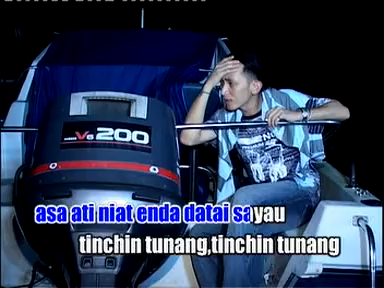 V6 200
asa ati niat enda datai sayau
tinchin tunang,tinchin tunang